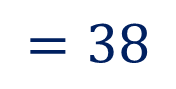 = 38